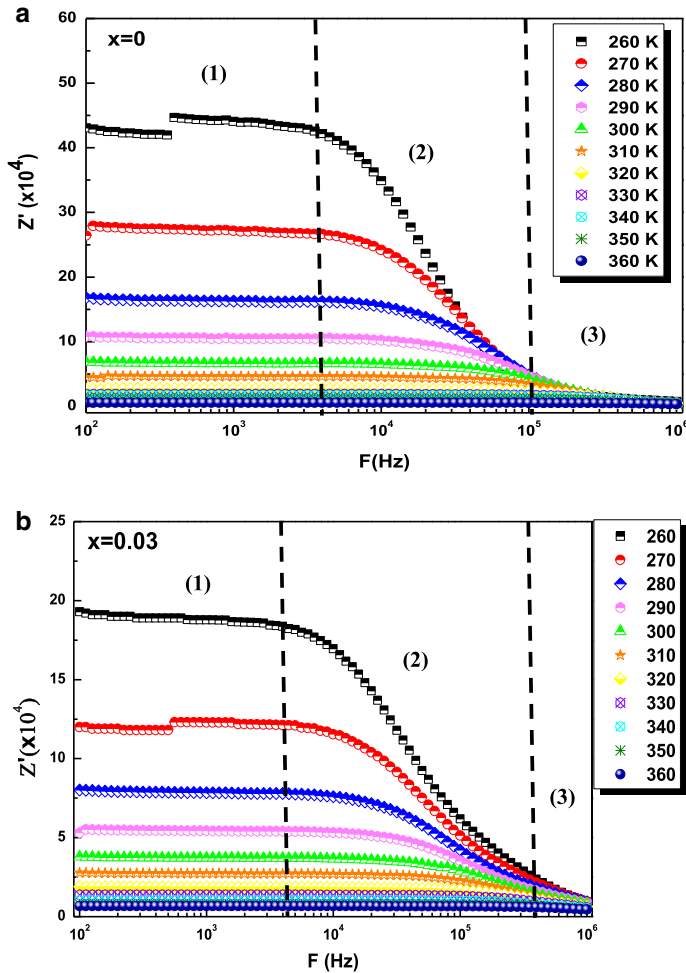 a
60
50
40
30
20
10
0
Z' (x10⁴)
x=0
(1)
(2)
(3)
260 K
270 K
280 K
290 K
300 K
310 K
320 K
330 K
340 K
350 K
360 K
10² 10³ 10⁴ 10⁵ 10⁶
F(Hz)
b
25
20
15
10
5
0
Z'(x10⁴)
x=0.03
(1)
(2)
(3)
260
270
280
290
300
310
320
330
340
350
360
10² 10³ 10⁴ 10⁵ 10⁶
F (Hz)